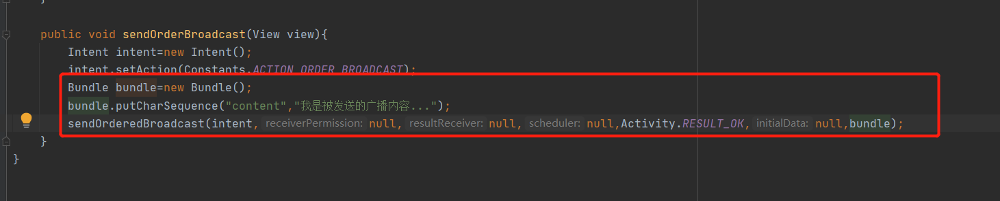 }
public void sendOrderBroadcast(View view){
Intent intent=new Intent();
intent.setAction(Constants.ACTION_ORDER_BROADCAST);
Bundle bundle=new Bundle();
bundle.putCharSequence("content","我是被发送的广播内容...");
sendOrderedBroadcast(intent, receiverPermission: null, resultReceiver: null, scheduler: null,Activity.RESULT_OK, initialData: null,bundle);
}
}